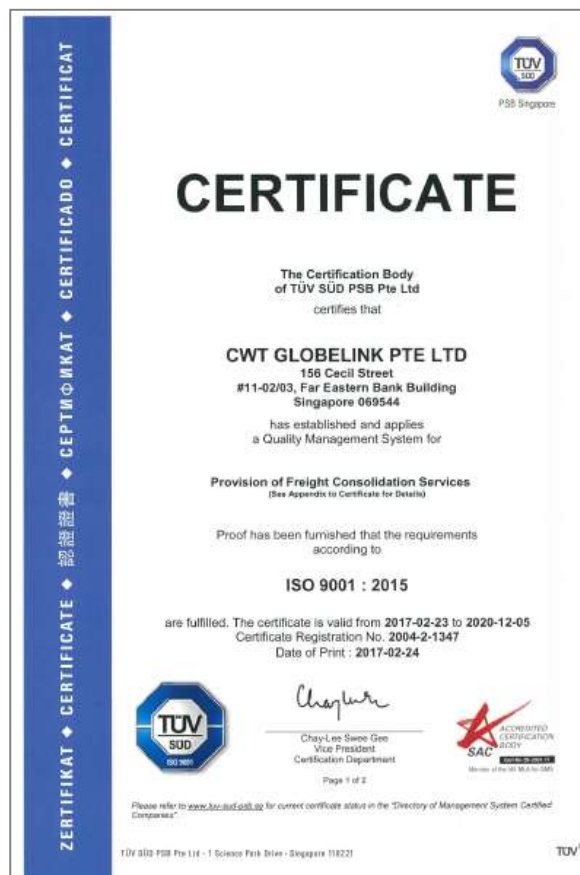 ZERTIFIKAT ◆ CERTIFICATE ◆ 認證證書 ◆ СЕРТИФИКАТ ◆ CERTIFICADO ◆ CERTIFICAT
TÜV
SÜD
PSB Singapore
CERTIFICATE
The Certification Body
of TÜV SÜD PSB Pte Ltd
certifies that
CWT GLOBELINK PTE LTD
156 Cecil Street
#11-02/03, Far Eastern Bank Building
Singapore 069544
has established and applies
a Quality Management System for
Provision of Freight Consolidation Services
(See Appendix to Certificate for Details)
Proof has been furnished that the requirements
according to
ISO 9001 : 2015
are fulfilled. The certificate is valid from 2017-02-23 to 2020-12-05
Certificate Registration No. 2004-2-1347
Date of Print : 2017-02-24
TÜV
SÜD
ISO 9001
Chay-Lee Swee Gee
Vice President
Certification Department
Page 1 of 2
SAC
ACCREDITED
CERTIFICATION
BODY
Please refer to www.tuv-sud-psb.sg for current certificate status in the "Directory of Management System Certified
Companies".
TÜV SÜD PSB Pte Ltd - 1 Science Park Drive - Singapore 118221
TÜV